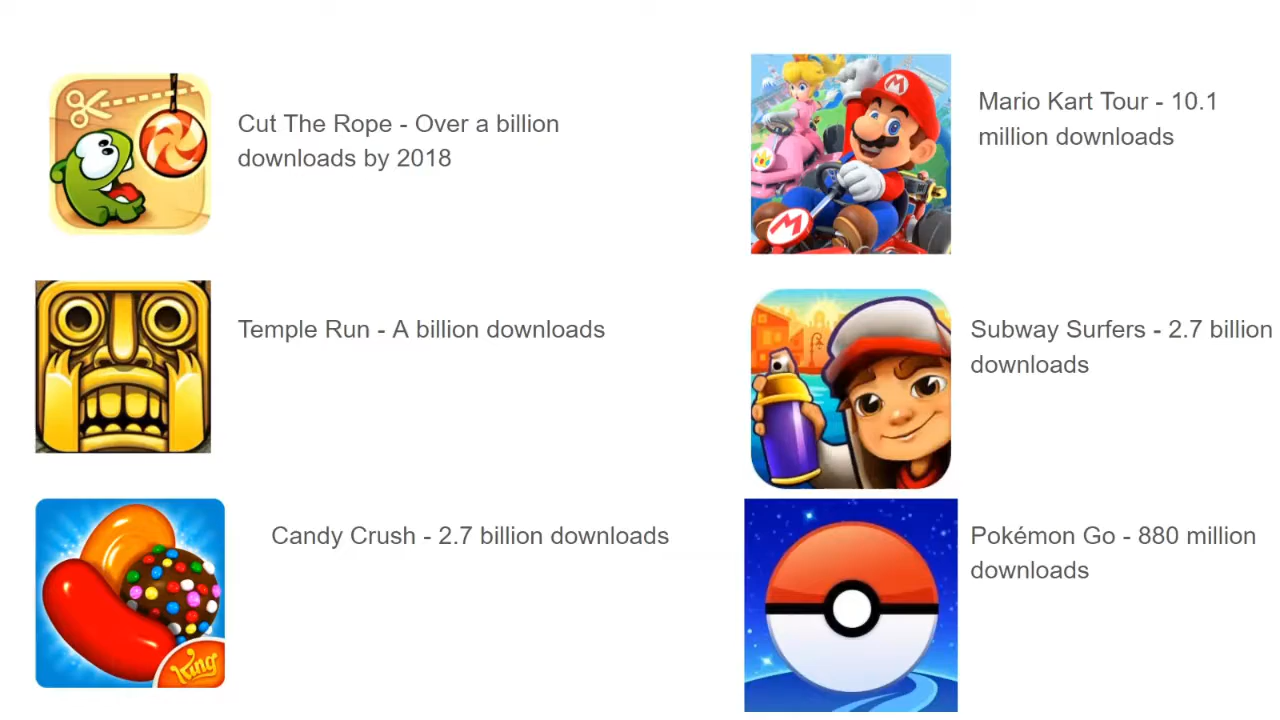 Cut The Rope - Over a billion
downloads by 2018
Mario Kart Tour - 10.1
million downloads
M
M
Temple Run - A billion downloads
Subway Surfers - 2.7 billion
downloads
Candy Crush - 2.7 billion downloads
King
Pokémon Go - 880 million
downloads